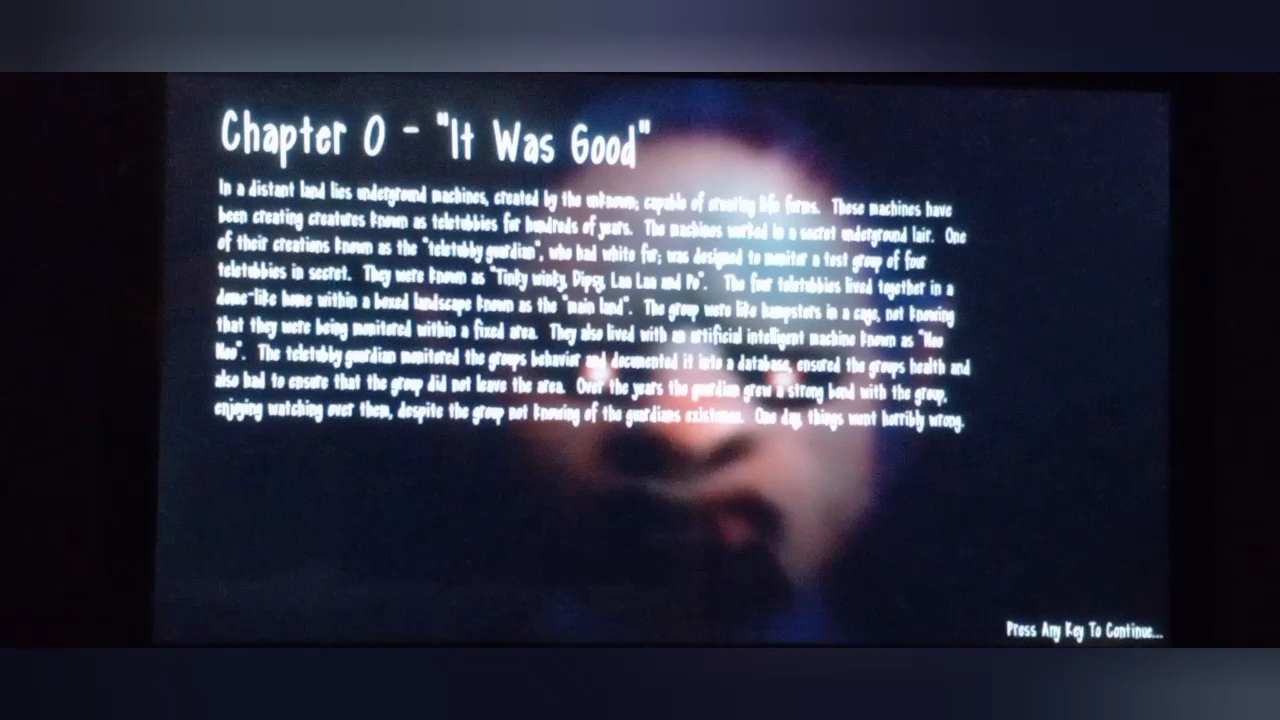 Chapter 0 - "It Was Good"
In a distant land lies underground machines, created by the unknown; capable of creating life forms. These machines have
been creating creatures known as teletubbies for hundreds of years. The machines worked in a secret underground lair. One
of their creations known as the "teletubby guardian", who had white fur; was designed to monitor a test group of four
teletubbies in secret. They were known as "Tinky winky, Dipsy, Laa Laa and Po". The four teletubbies lived together in a
dome-like home within a boxed landscape known as the "main land". The group were like hampsters in a cage, not knowing
that they were being monitored within a fixed area. They also lived with an artificial intelligent machine known as "Noo
Noo". The teletubby guardian monitored the groups behavior and documented it into a database, ensured the groups health and
also had to ensure that the group did not leave the area. Over the years the guardian grew a strong bond with the group,
enjoying watching over them, despite the group not knowing of the guardians existence. One day, things went horribly wrong.
Press Any Key To Continue...